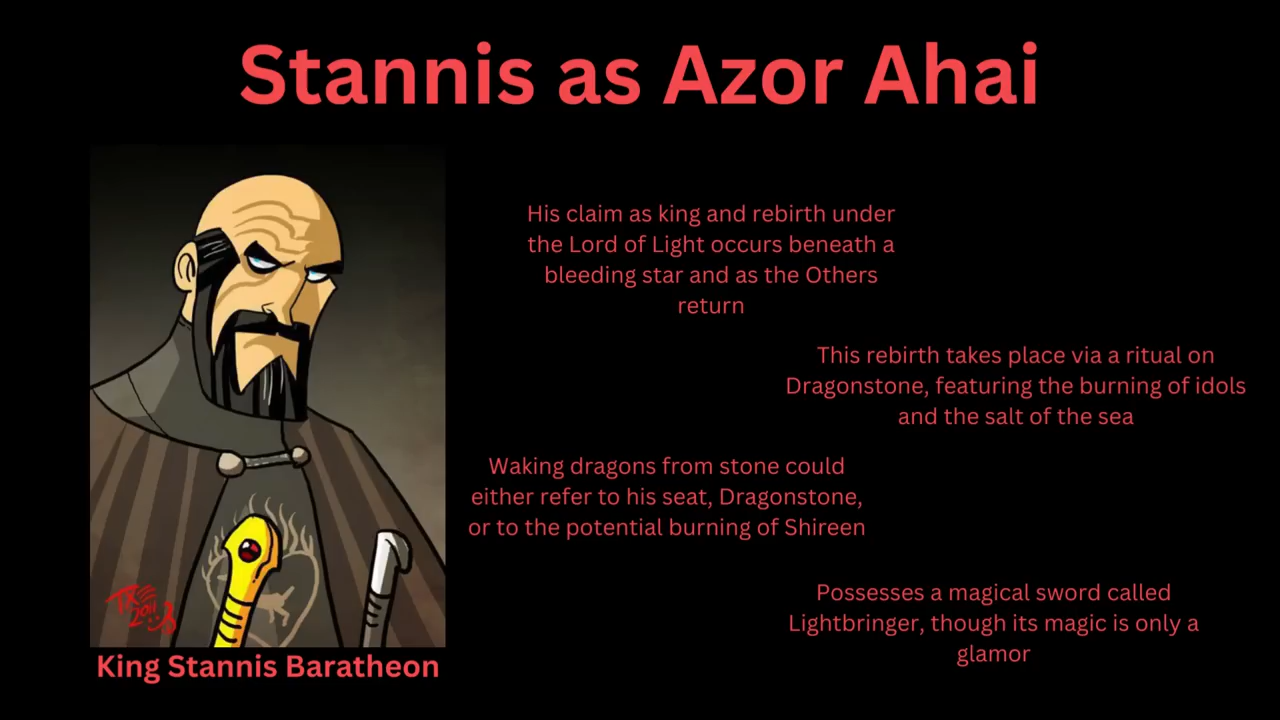 Stannis as Azor Ahai
His claim as king and rebirth under
the Lord of Light occurs beneath a
bleeding star and as the Others
return
This rebirth takes place via a ritual on
Dragonstone, featuring the burning of idols
and the salt of the sea
Waking dragons from stone could
either refer to his seat, Dragonstone,
or to the potential burning of Shireen
Possesses a magical sword called
Lightbringer, though its magic is only a
glamor
2011
King Stannis Baratheon